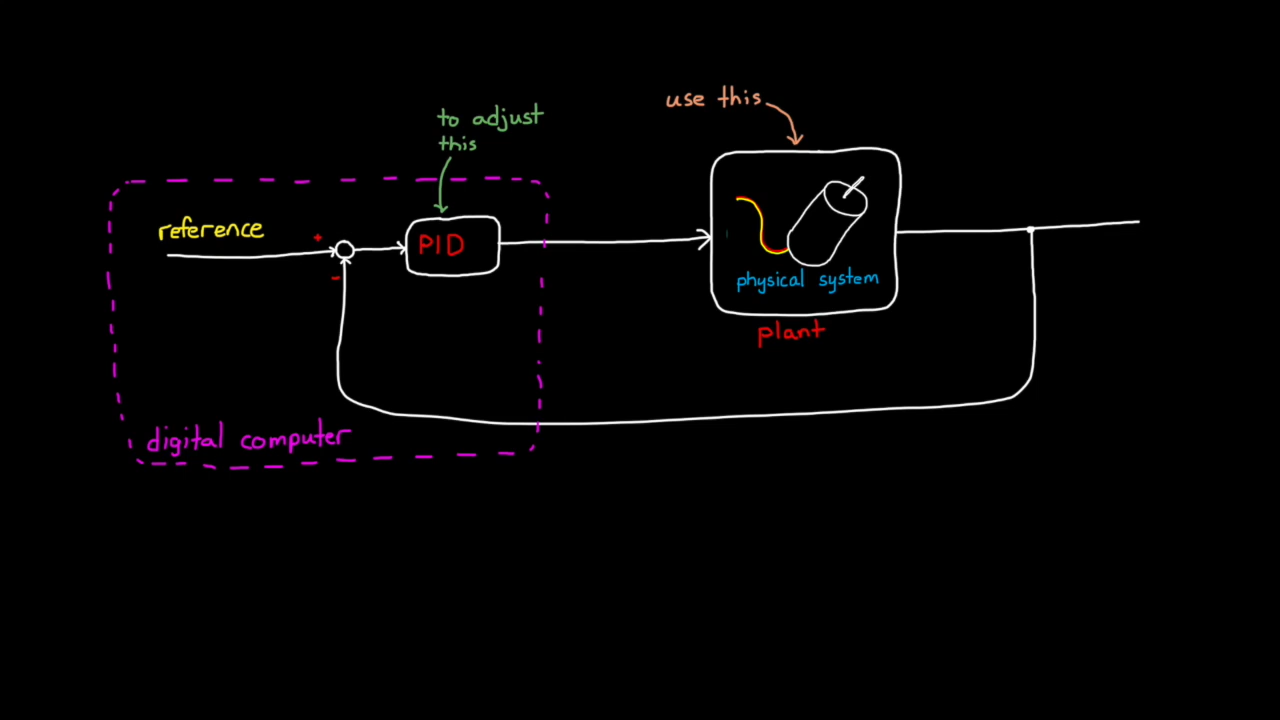 use this
to adjust
this
reference
+
PID
-
physical system
plant
digital computer